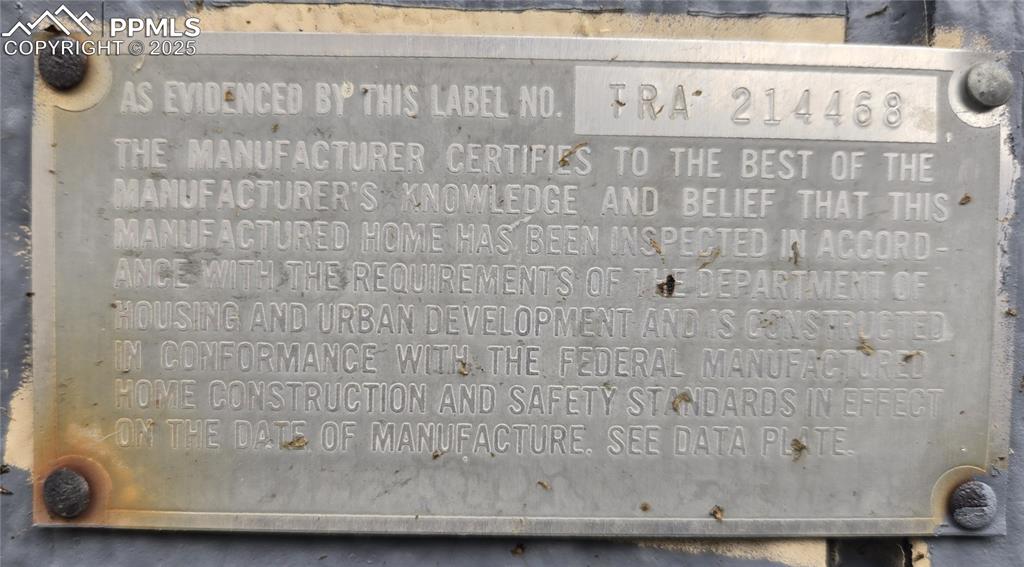 PPMLS
COPYRIGHT © 2025
AS EVIDENCED BY THIS LABEL NO. TRA 214468
THE MANUFACTURER CERTIFIES TO THE BEST OF THE
MANUFACTURER'S KNOWLEDGE AND BELIEF THAT THIS
MANUFACTURED HOME HAS BEEN INSPECTED IN ACCORD-
ANCE WITH THE REQUIREMENTS OF THE DEPARTMENT OF
HOUSING AND URBAN DEVELOPMENT AND IS CONSTRUCTED
IN CONFORMANCE WITH THE FEDERAL MANUFACTURED
HOME CONSTRUCTION AND SAFETY STANDARDS IN EFFECT
ON THE DATE OF MANUFACTURE. SEE DATA PLATE.